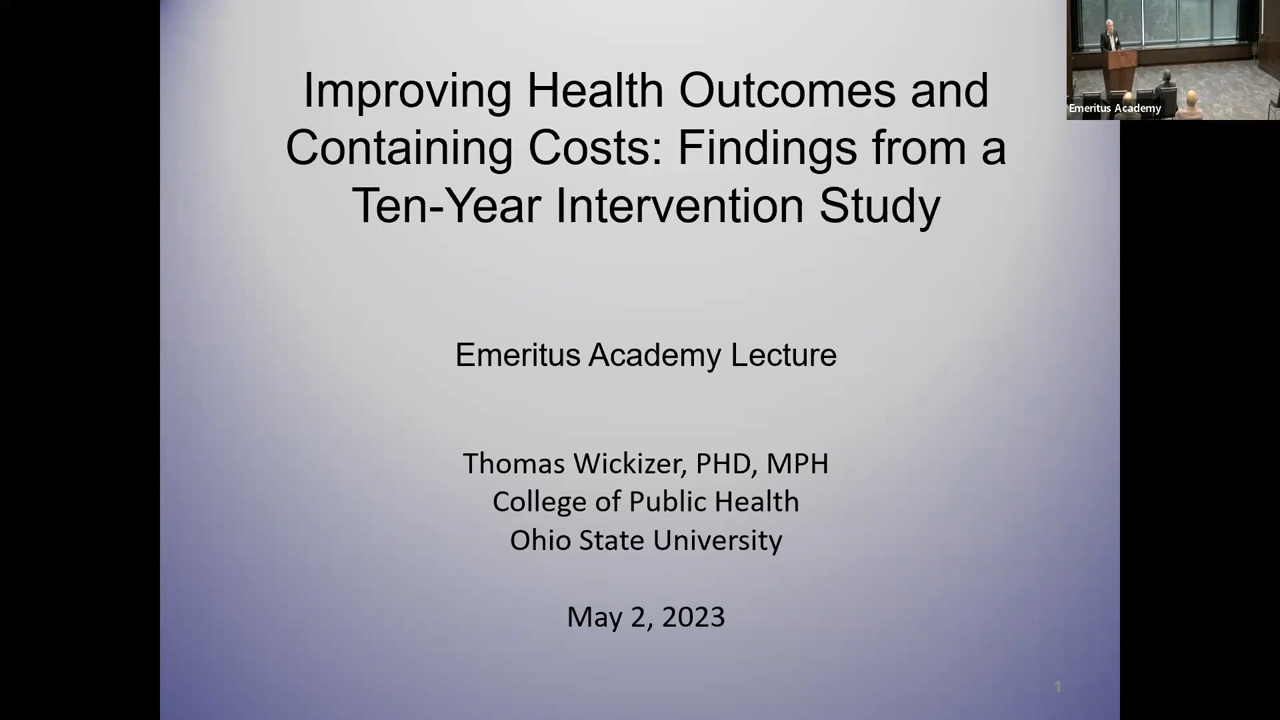 Improving Health Outcomes and
Containing Costs: Findings from a
Ten-Year Intervention Study
Emeritus Academy Lecture
Thomas Wickizer, PHD, MPH
College of Public Health
Ohio State University
May 2, 2023
1
Emeritus Academy